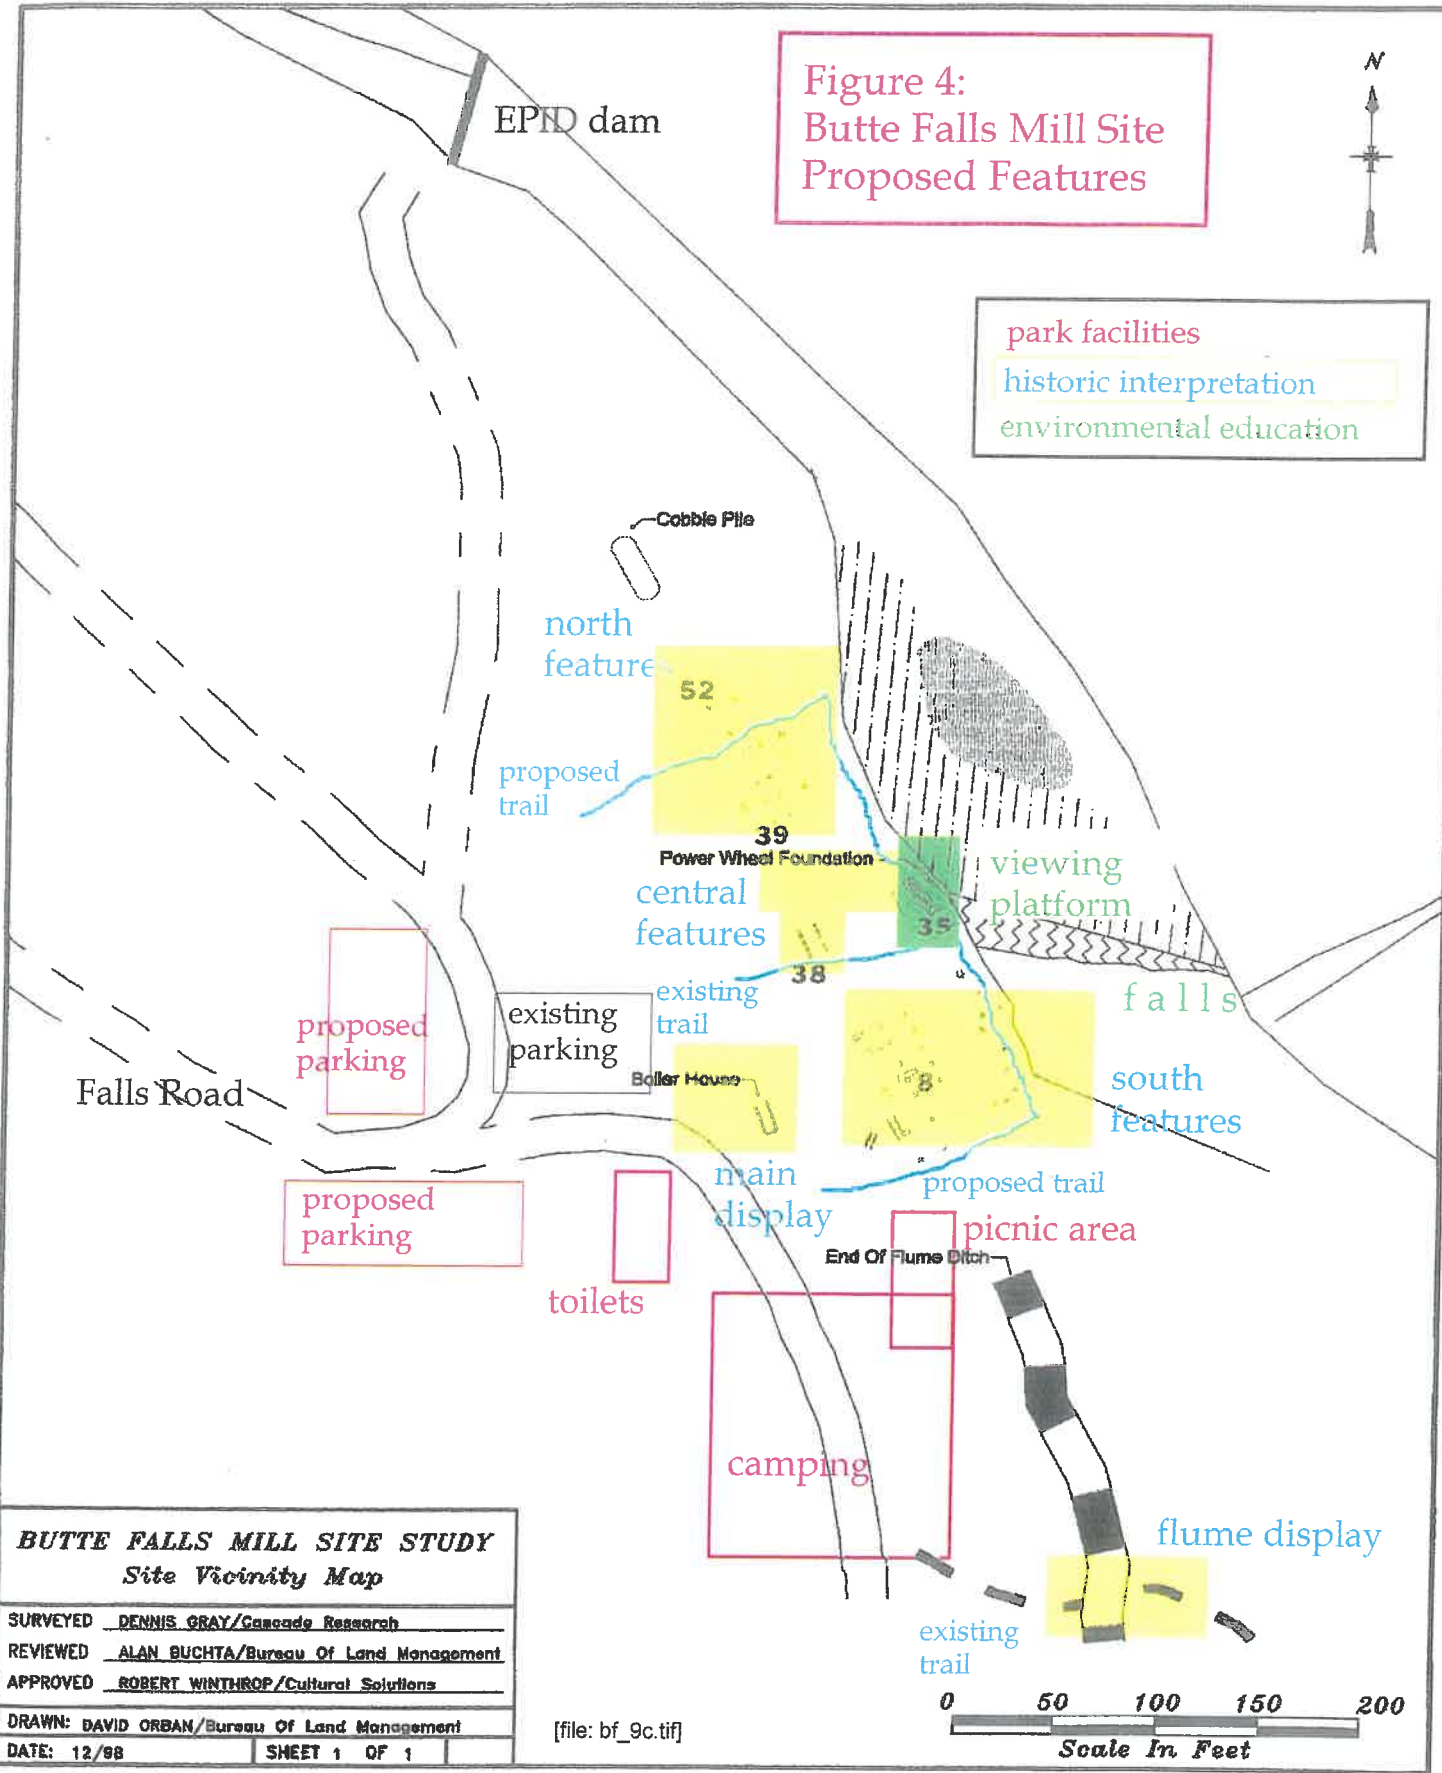 Figure 4:
Butte Falls Mill Site
Proposed Features
N
EPID dam
park facilities
historic interpretation
environmental education
Cobble Pile
north
features
52
proposed
trail
39
Power Wheel Foundation
central
features
viewing
platform
35
38
existing
trail
falls
proposed
parking
existing
parking
Falls Road
Boiler House
8
south
features
main
display
proposed trail
proposed
parking
toilets
picnic area
End Of Flume Ditch
camping
flume display
existing
trail
BUTTE FALLS MILL SITE STUDY
Site Vicinity Map
SURVEYED DENNIS GRAY/Cascade Research
REVIEWED ALAN BUCHTA/Bureau Of Land Management
APPROVED ROBERT WINTHROP/Cultural Solutions
DRAWN: DAVID ORBAN/Bureau Of Land Management
DATE: 12/98 SHEET 1 OF 1
[file: bf_9c.tif]
0 50 100 150 200
Scale In Feet